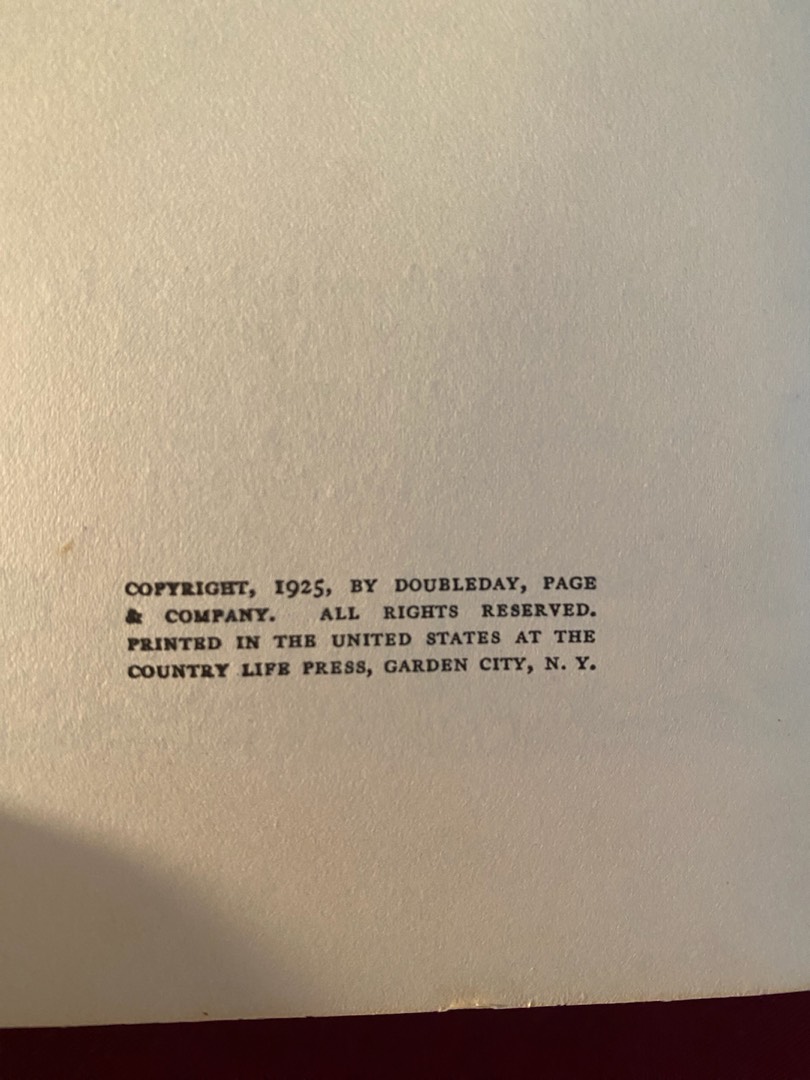 COPYRIGHT, 1925, BY DOUBLEDAY, PAGE
& COMPANY. ALL RIGHTS RESERVED.
PRINTED IN THE UNITED STATES AT THE
COUNTRY LIFE PRESS, GARDEN CITY, N. Y.